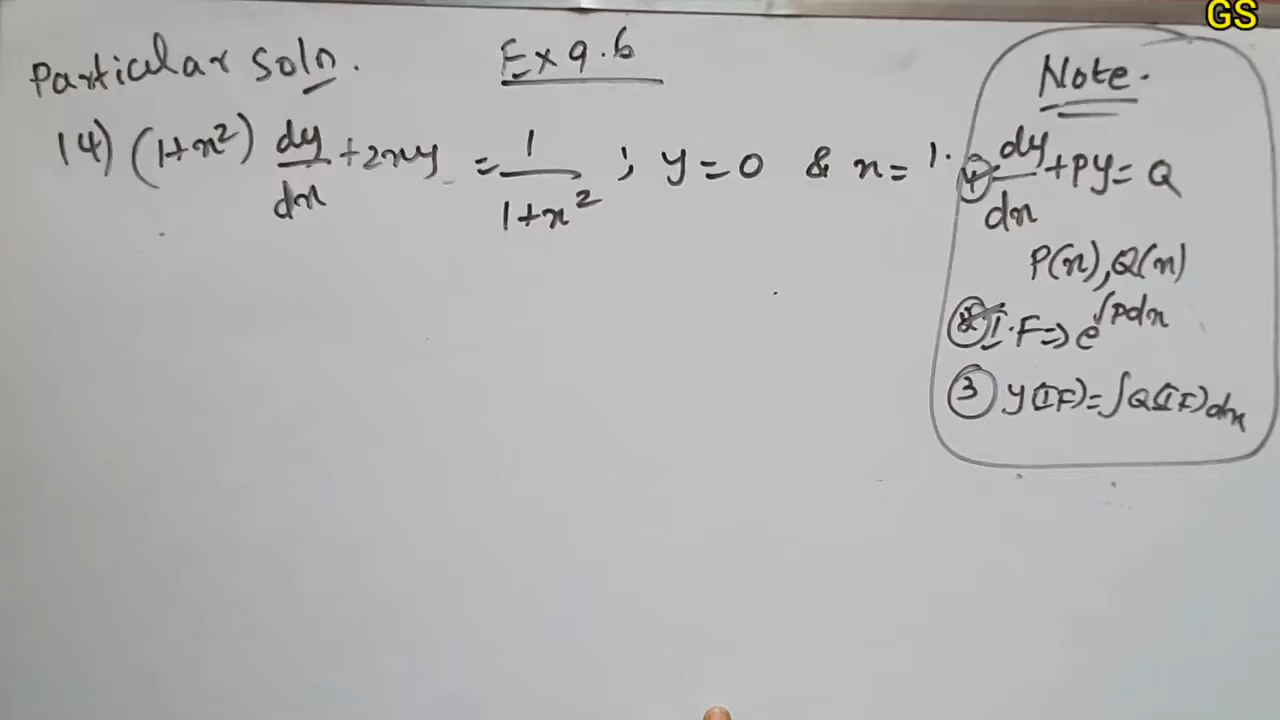 GS
Particular Soln.
Ex 9.6
14) (1+x²) dy/dx + 2xy = 1/(1+x²) ; y=0 & x=1.
Note.
① dy/dx + Py = Q
P(x), Q(x)
② I.F => e^∫Pdx
③ y(IF) = ∫Q(IF)dx